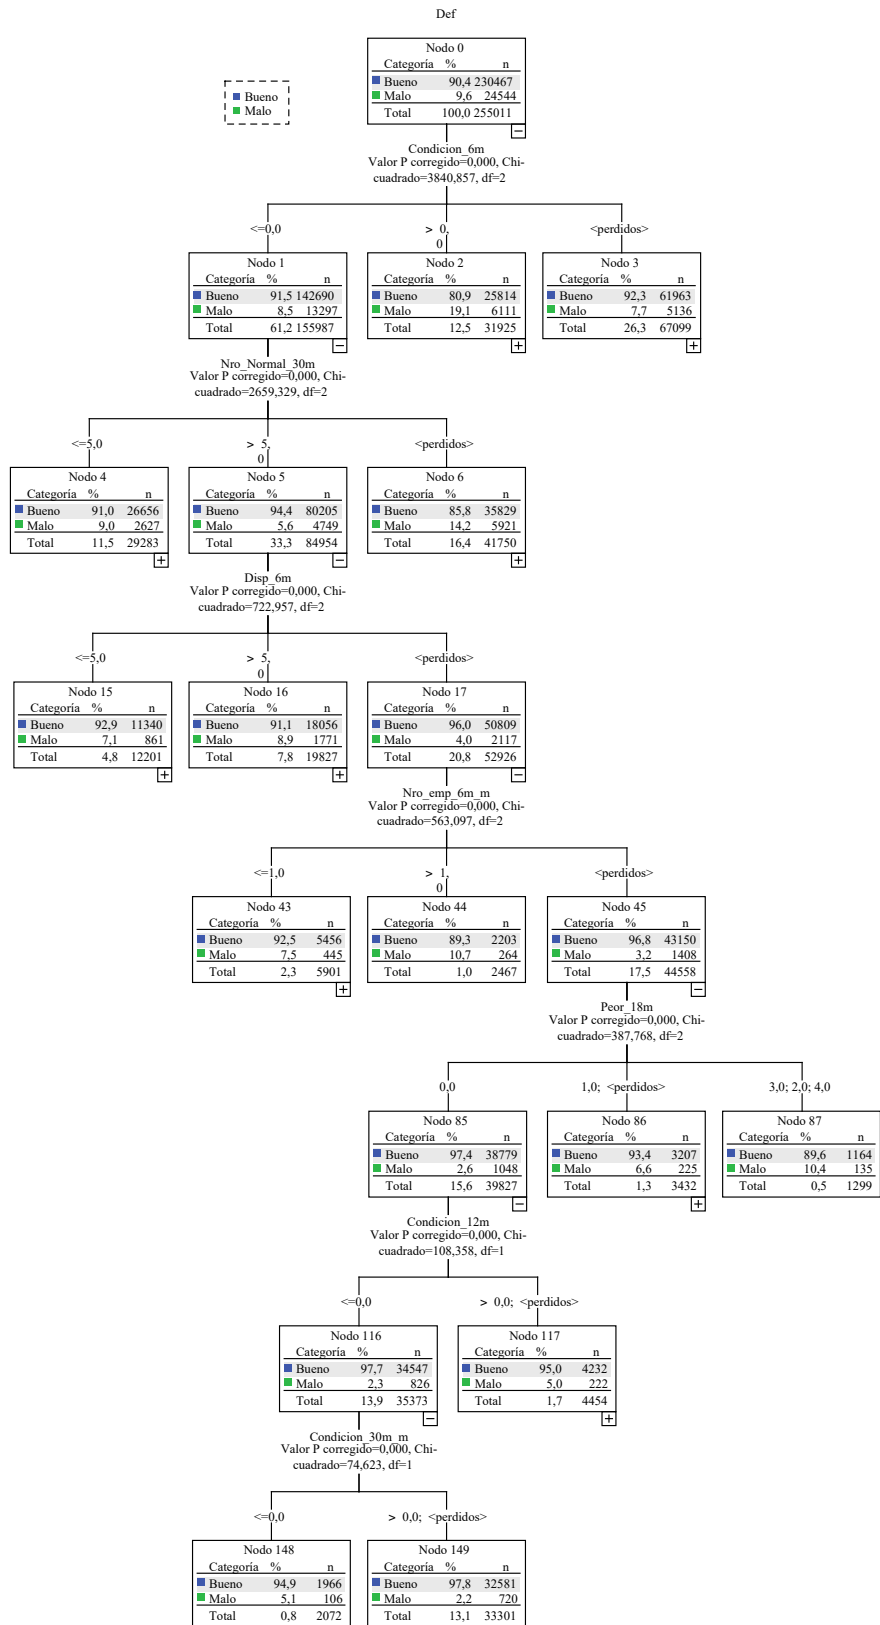 Def
Nodo 0
Categoría % n
Bueno 90,4 230467
Malo 9,6 24544
Total 100,0 255011
Bueno
Malo
Condicion_6m
Valor P corregido=0,000, Chi-
cuadrado=3840,857, df=2
<=0,0
> 0,
0
<perdidos>
Nodo 1
Categoría % n
Bueno 91,5 142690
Malo 8,5 13297
Total 61,2 155987
Nodo 2
Categoría % n
Bueno 80,9 25814
Malo 19,1 6111
Total 12,5 31925
Nodo 3
Categoría % n
Bueno 92,3 61963
Malo 7,7 5136
Total 26,3 67099
Nro_Normal_30m
Valor P corregido=0,000, Chi-
cuadrado=2659,329, df=2
<=5,0
> 5,
0
<perdidos>
Nodo 4
Categoría % n
Bueno 91,0 26656
Malo 9,0 2627
Total 11,5 29283
Nodo 5
Categoría % n
Bueno 94,4 80205
Malo 5,6 4749
Total 33,3 84954
Nodo 6
Categoría % n
Bueno 85,8 35829
Malo 14,2 5921
Total 16,4 41750
Disp_6m
Valor P corregido=0,000, Chi-
cuadrado=722,957, df=2
<=5,0
> 5,
0
<perdidos>
Nodo 15
Categoría % n
Bueno 92,9 11340
Malo 7,1 861
Total 4,8 12201
Nodo 16
Categoría % n
Bueno 91,1 18056
Malo 8,9 1771
Total 7,8 19827
Nodo 17
Categoría % n
Bueno 96,0 50809
Malo 4,0 2117
Total 20,8 52926
Nro_emp_6m_m
Valor P corregido=0,000, Chi-
cuadrado=563,097, df=2
<=1,0
> 1,
0
<perdidos>
Nodo 43
Categoría % n
Bueno 92,5 5456
Malo 7,5 445
Total 2,3 5901
Nodo 44
Categoría % n
Bueno 89,3 2203
Malo 10,7 264
Total 1,0 2467
Nodo 45
Categoría % n
Bueno 96,8 43150
Malo 3,2 1408
Total 17,5 44558
Peor_18m
Valor P corregido=0,000, Chi-
cuadrado=387,768, df=2
0,0
1,0; <perdidos>
3,0; 2,0; 4,0
Nodo 85
Categoría % n
Bueno 97,4 38779
Malo 2,6 1048
Total 15,6 39827
Nodo 86
Categoría % n
Bueno 93,4 3207
Malo 6,6 225
Total 1,3 3432
Nodo 87
Categoría % n
Bueno 89,6 1164
Malo 10,4 135
Total 0,5 1299
Condicion_12m
Valor P corregido=0,000, Chi-
cuadrado=108,358, df=1
<=0,0
> 0,0; <perdidos>
Nodo 116
Categoría % n
Bueno 97,7 34547
Malo 2,3 826
Total 13,9 35373
Nodo 117
Categoría % n
Bueno 95,0 4232
Malo 5,0 222
Total 1,7 4454
Condicion_30m_m
Valor P corregido=0,000, Chi-
cuadrado=74,623, df=1
<=0,0
> 0,0; <perdidos>
Nodo 148
Categoría % n
Bueno 94,9 1966
Malo 5,1 106
Total 0,8 2072
Nodo 149
Categoría % n
Bueno 97,8 32581
Malo 2,2 720
Total 13,1 33301